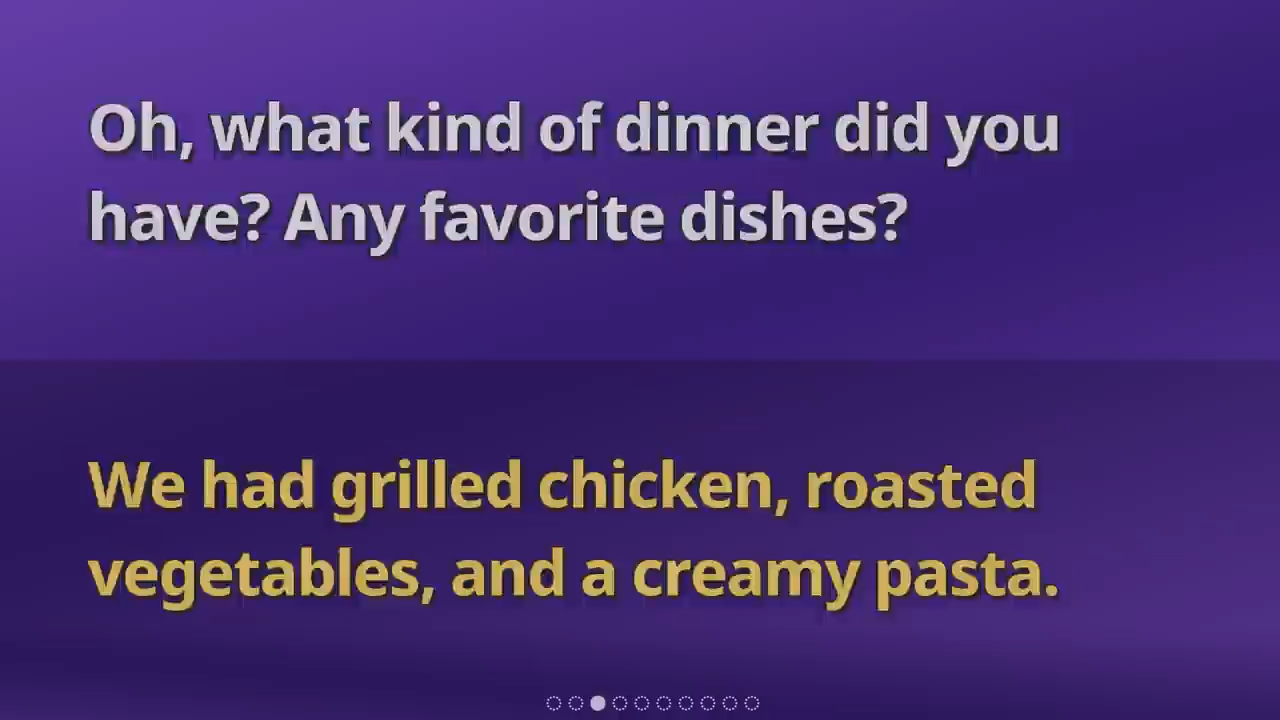 Oh, what kind of dinner did you
have? Any favorite dishes?
We had grilled chicken, roasted
vegetables, and a creamy pasta.